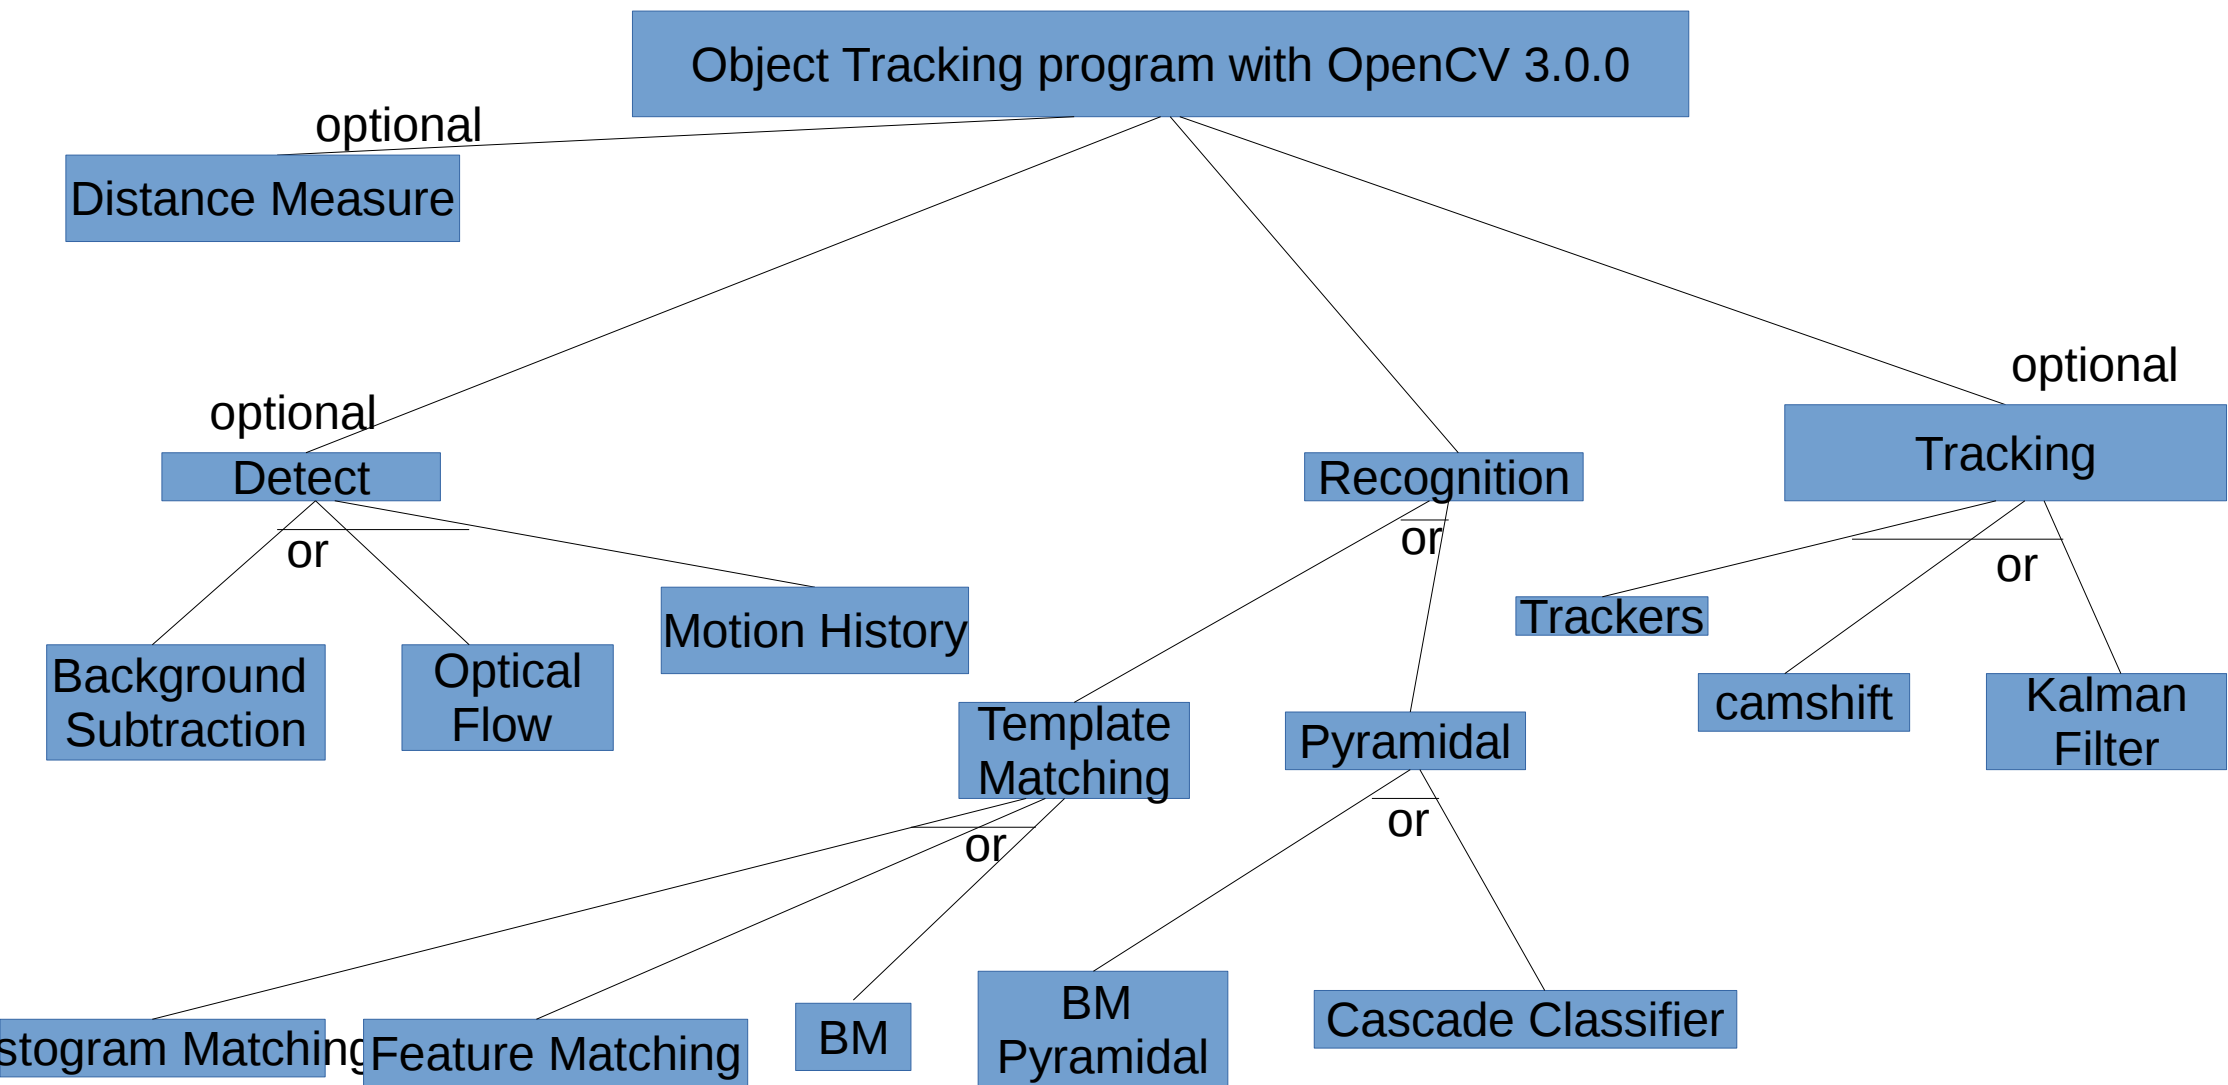 Object Tracking program with OpenCV 3.0.0
optional
Distance Measure
optional
optional
Detect
Recognition
Tracking
or
or
or
Trackers
Motion History
Background
Subtraction
Optical
Flow
camshift
Kalman
Filter
Template
Matching
Pyramidal
or
or
stogram Matching
Feature Matching
BM
BM
Pyramidal
Cascade Classifier